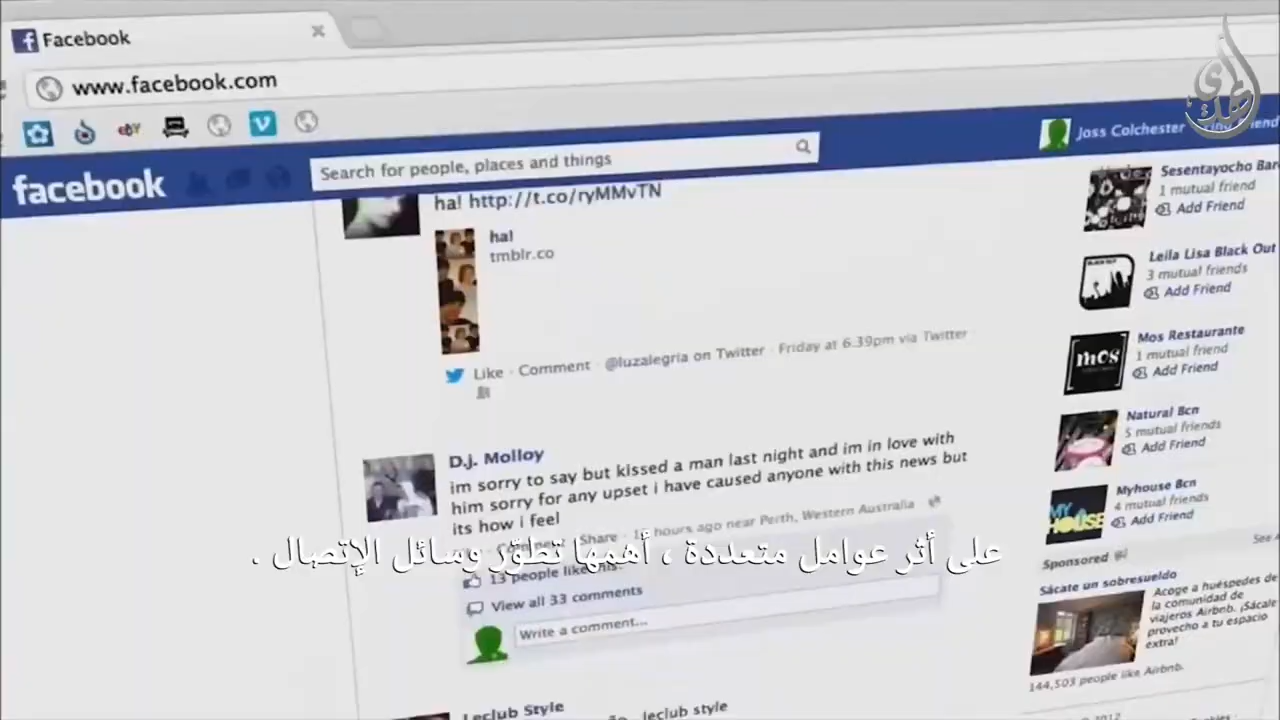 Facebook
www.facebook.com
facebook
Search for people, places and things
Joss Colchester
ha! http://t.co/ryMMvTN
ha!
tmblr.co
Like · Comment · @luzalegria on Twitter · Friday at 6.39pm via Twitter
D.j. Molloy
im sorry to say but kissed a man last night and im in love with
him sorry for any upset i have caused anyone with this news but
its how i feel
Share · hours ago near Perth, Western Australia
على أثر عوامل متعددة ، أهمها تطوّر وسائل الإتصال .
13 people like this.
View all 33 comments
Write a comment...
Leclub Style
leclub style
Sesentayocho Bar
1 mutual friend
Add Friend
Leila Lisa Black Out
3 mutual friends
Add Friend
mos
Mos Restaurante
1 mutual friend
Add Friend
Natural Bcn
5 mutual friends
Add Friend
MY HOUSE
Myhouse Bcn
4 mutual friends
Add Friend
Sponsored
Sácate un sobresueldo
Acoge a huéspedes de
la comunidad de
viajeros Airbnb. ¡Sácale
provecho a tu espacio
extra!
144,503 people like Airbnb.